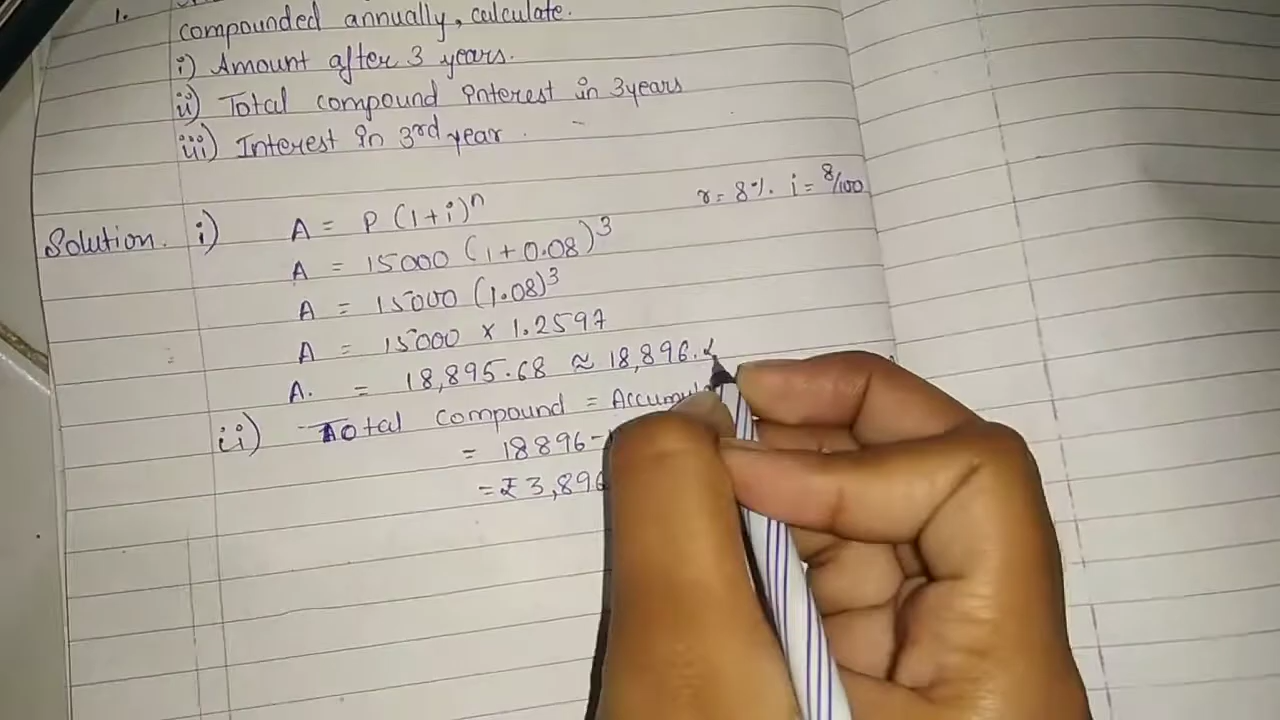 1.
compounded annually, calculate.
i) Amount after 3 years.
ii) Total compound interest in 3years
iii) Interest in 3rd year.
r = 8% i = 8/100
Solution. i) A = P (1+i)^n
A = 15000 (1+0.08)^3
A = 15000 (1.08)^3
A = 15000 × 1.2597
A. = 18,895.68 ≈ 18,896.
ii) Total compound =
= 18896-
= ₹3,896